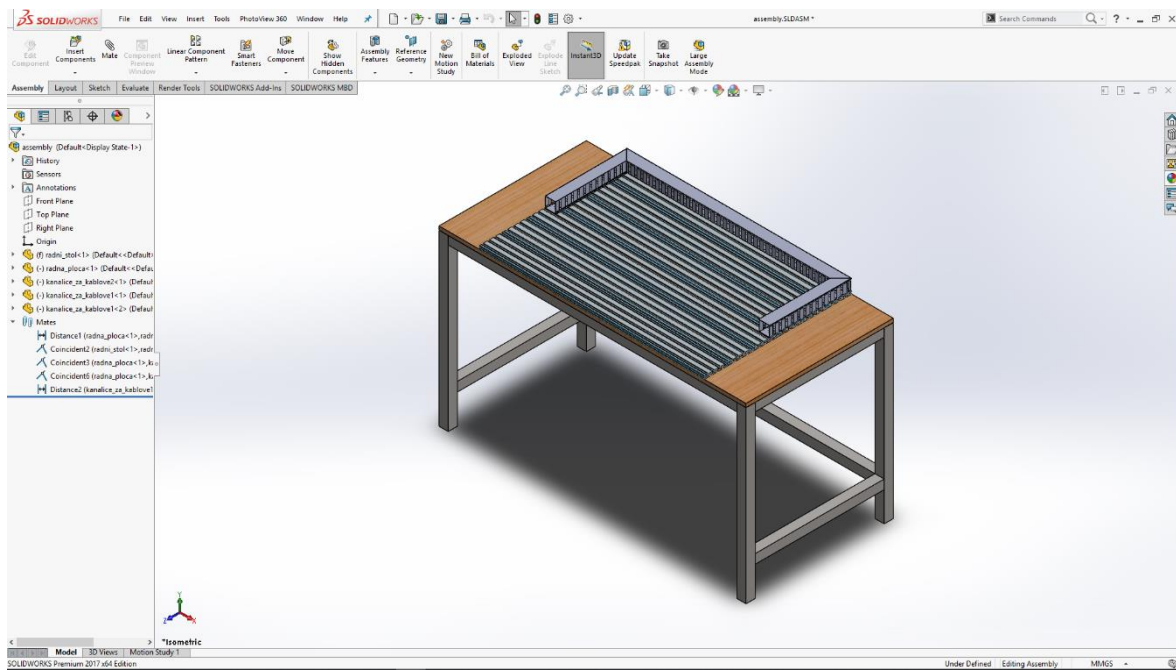 SOLIDWORKS File Edit View Insert Tools PhotoView 360 Window Help assembly.SLDASM * Search Commands
Edit Component
Insert Components
Mate
Component Preview Window
Linear Component Pattern
Smart Fasteners
Move Component
Show Hidden Components
Assembly Features
Reference Geometry
New Motion Study
Bill of Materials
Exploded View
Explode Line Sketch
Instant3D
Update Speedpak
Take Snapshot
Large Assembly Mode
Assembly Layout Sketch Evaluate Render Tools SOLIDWORKS Add-Ins SOLIDWORKS MBD
assembly (Default<Display State-1>)
History
Sensors
Annotations
Front Plane
Top Plane
Right Plane
Origin
(f) radni_stol<1> (Default<<Default>
(-) radna_ploca<1> (Default<<Defau
(-) kanalice_za_kablove2<1> (Defaul
(-) kanalice_za_kablove1<1> (Defaul
(-) kanalice_za_kablove1<2> (Defaul
Mates
Distance1 (radna_ploca<1>,radr
Coincident2 (radni_stol<1>,radr
Coincident3 (radna_ploca<1>,k
Coincident6 (radna_ploca<1>,k
Distance2 (kanalice_za_kablove1
Y
Z
X
*Isometric
Model 3D Views Motion Study 1
SOLIDWORKS Premium 2017 x64 Edition Under Defined Editing Assembly MMGS